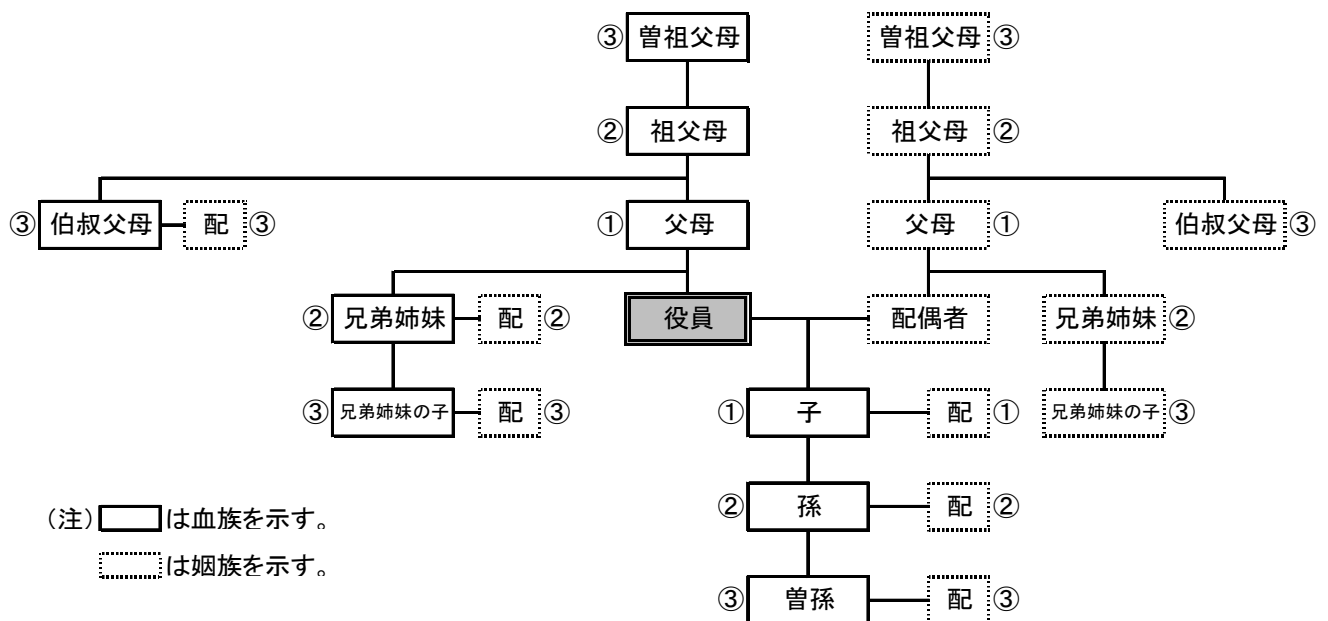 ③ 曽祖父母 曽祖父母 ③
② 祖父母 祖父母 ②
③ 伯叔父母 配 ③ ① 父母 父母 ① 伯叔父母 ③
② 兄弟姉妹 配 ② 役員 配偶者 兄弟姉妹 ②
③ 兄弟姉妹の子 配 ③ ① 子 配 ① 兄弟姉妹の子 ③
② 孫 配 ②
(注) は血族を示す。
は姻族を示す。
③ 曽孫 配 ③